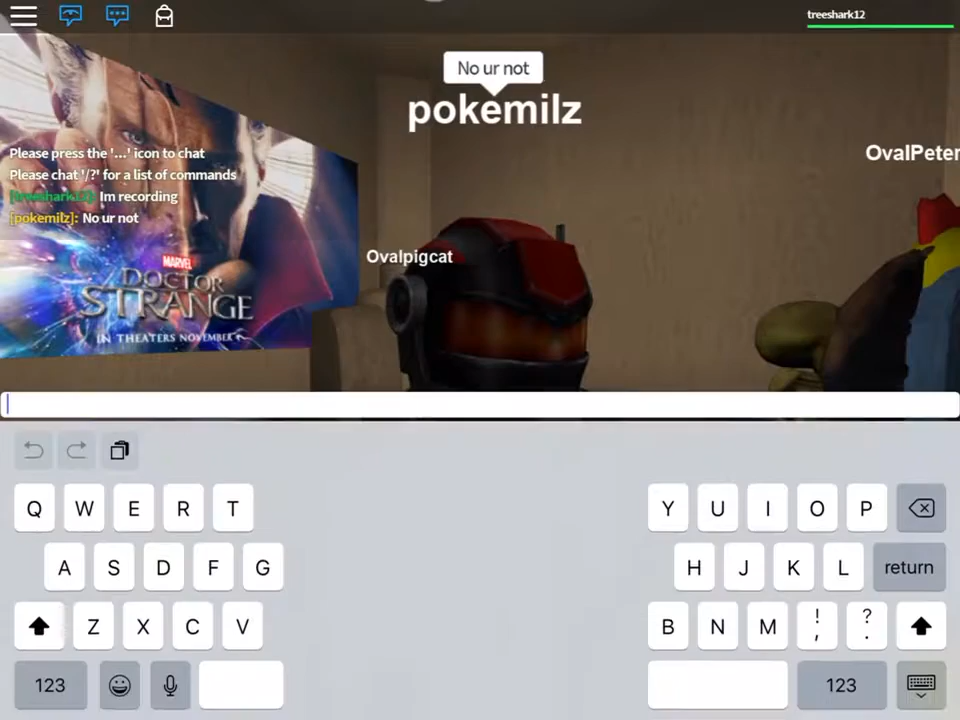 treeshark12
No ur not
pokemilz
OvalPeter
Please press the '...' icon to chat
Please chat '/?' for a list of commands
[treeshark12]: Im recording
[pokemilz]: No ur not
Ovalpigcat
MARVEL
DOCTOR
STRANGE
IN THEATERS NOVEMBER
Q W E R T Y U I O P
A S D F G H J K L return
Z X C V B N M ! , ? .
123 123